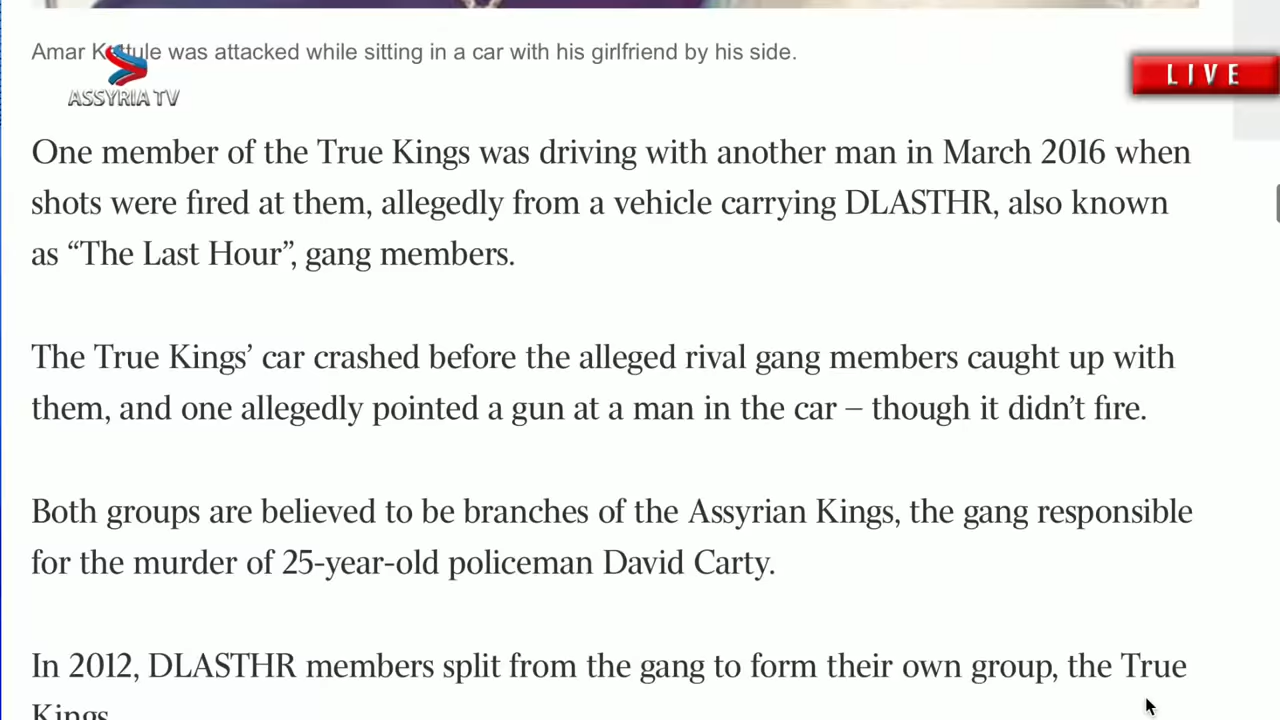 Amar Kettule was attacked while sitting in a car with his girlfriend by his side.
ASSYRIA TV
LIVE
One member of the True Kings was driving with another man in March 2016 when
shots were fired at them, allegedly from a vehicle carrying DLASTHR, also known
as “The Last Hour”, gang members.
The True Kings’ car crashed before the alleged rival gang members caught up with
them, and one allegedly pointed a gun at a man in the car – though it didn’t fire.
Both groups are believed to be branches of the Assyrian Kings, the gang responsible
for the murder of 25-year-old policeman David Carty.
In 2012, DLASTHR members split from the gang to form their own group, the True
Kings.